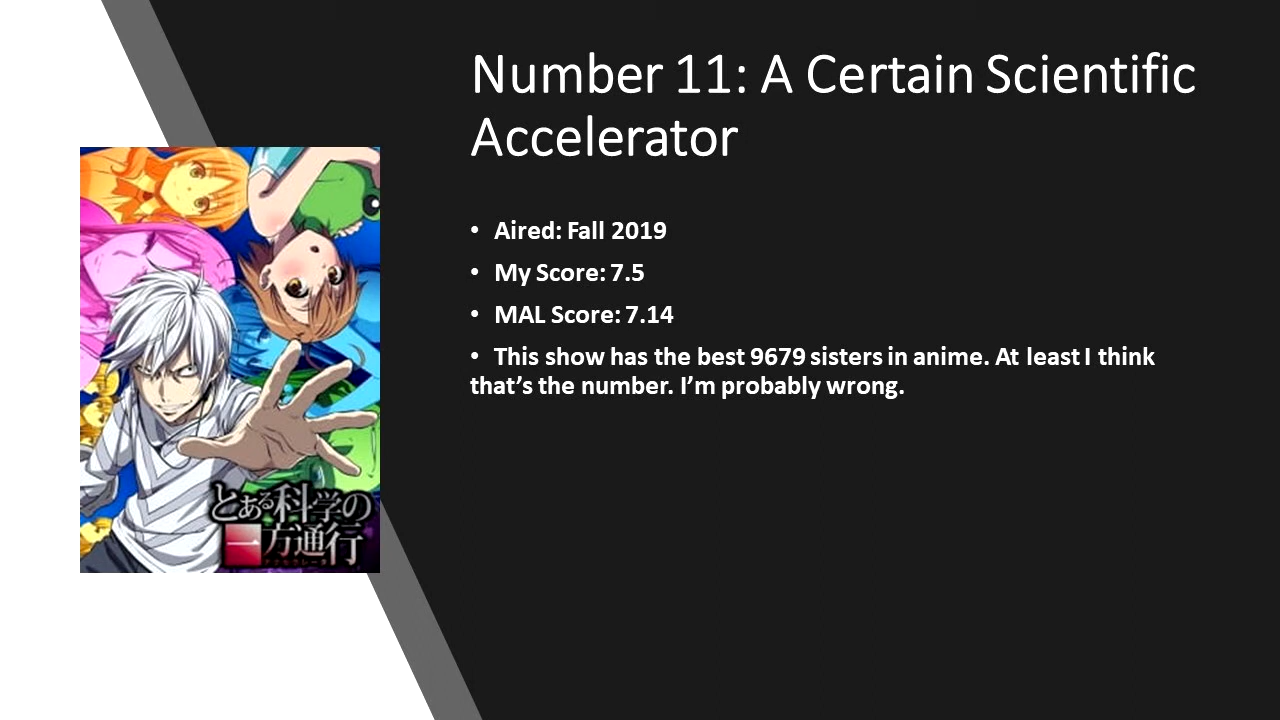 Number 11: A Certain Scientific
Accelerator
• Aired: Fall 2019
• My Score: 7.5
• MAL Score: 7.14
• This show has the best 9679 sisters in anime. At least I think
that’s the number. I’m probably wrong.
とある科学の
一方通行